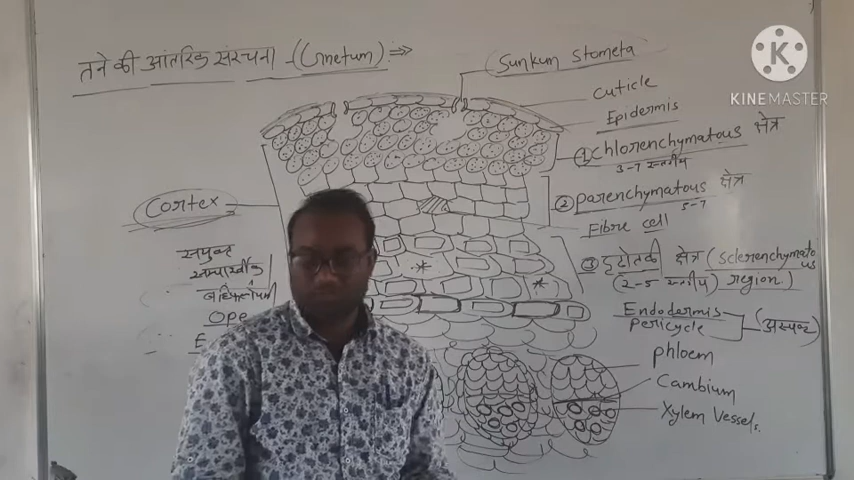 तने की आंतरिक संरचना - (Gnetum) ⇒
Sunkum Stometa
Cuticle
Epidermis
① Chlorenchymatous क्षेत्र
3-7 स्तरीय
② Parenchymatous क्षेत्र
5-7
Fibre cell
③ दृढ़ोतकी क्षेत्र (Sclerenchymatous
(2-5 स्तरीय) region)
Endodermis
Pericycle
(अस्पष्ट)
Phloem
Cambium
Xylem Vessels.
Cortex
संयुक्त
Ope
E
KINEMASTER